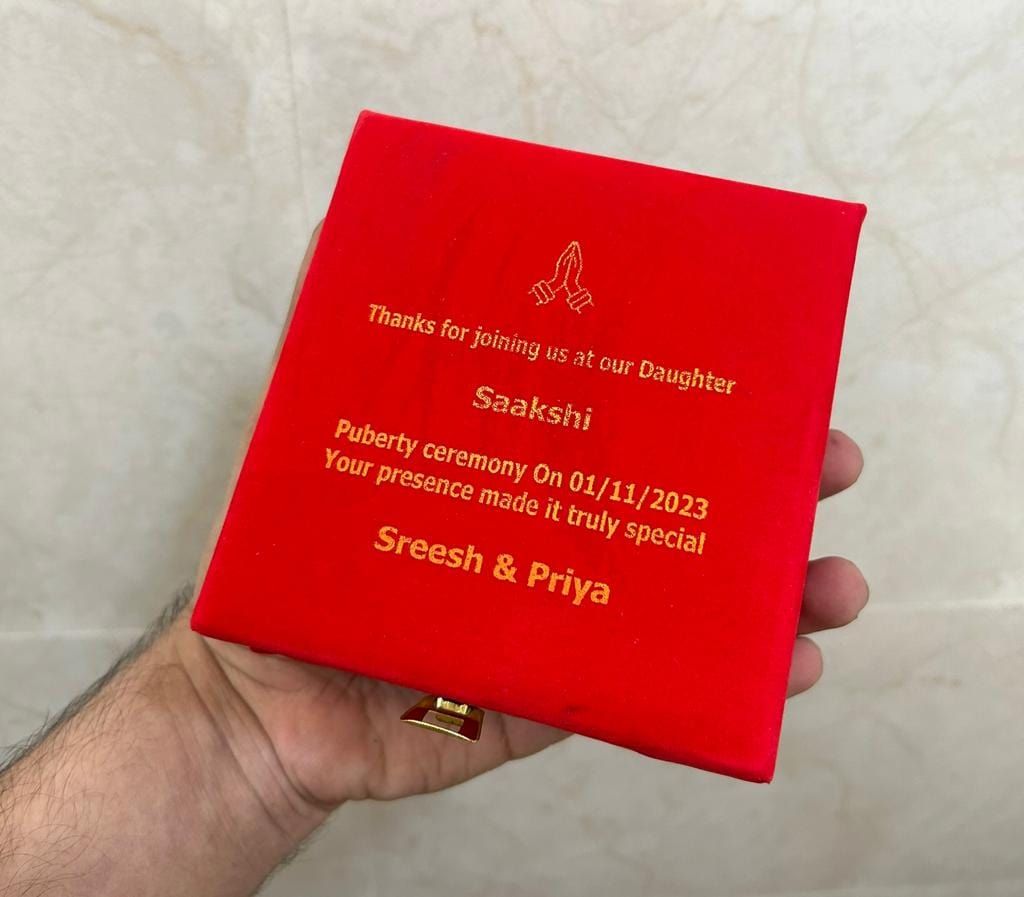 Thanks for joining us at our Daughter
Saakshi
Puberty ceremony On 01/11/2023
Your presence made it truly special
Sreesh & Priya